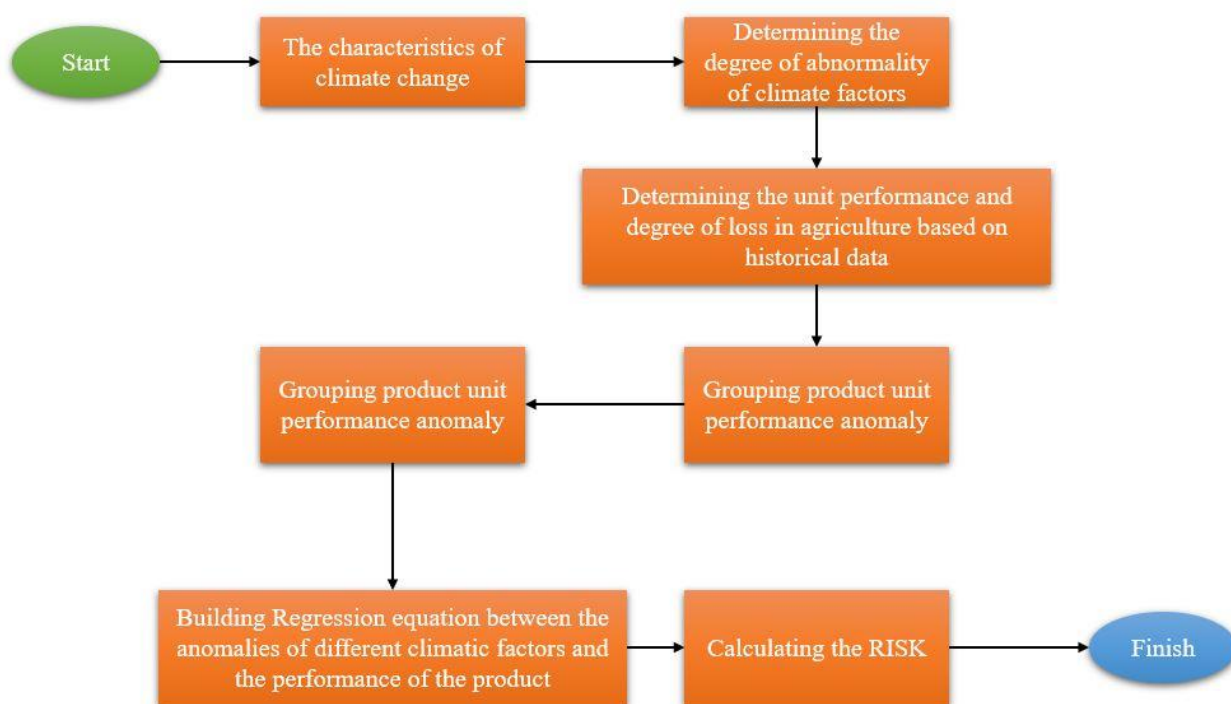 Start
The characteristics of
climate change
Determining the
degree of abnormality
of climate factors
Determining the unit performance and
degree of loss in agriculture based on
historical data
Grouping product unit
performance anomaly
Grouping product unit
performance anomaly
Building Regression equation between the
anomalies of different climatic factors and
the performance of the product
Calculating the RISK
Finish